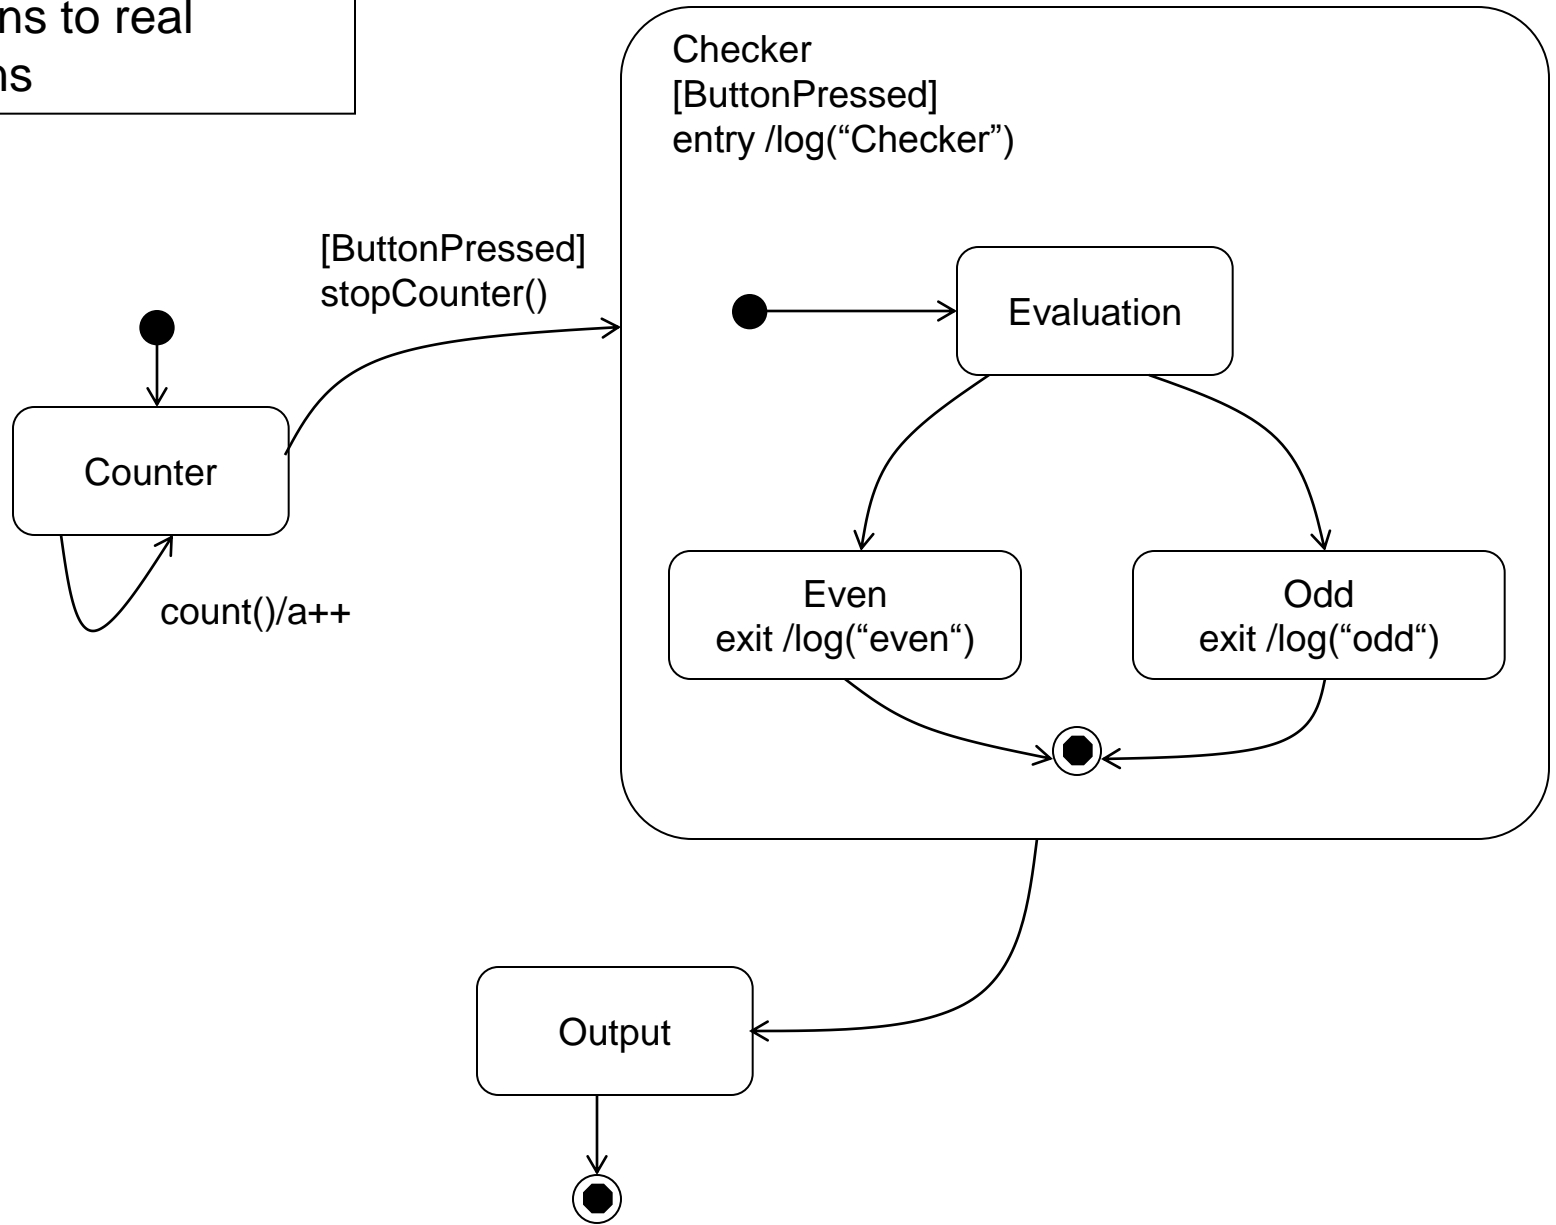 ns to real
ns
Checker
[ButtonPressed]
entry /log(“Checker”)
[ButtonPressed]
stopCounter()
Evaluation
Counter
count()/a++
Even
exit /log(“even“)
Odd
exit /log(“odd“)
Output